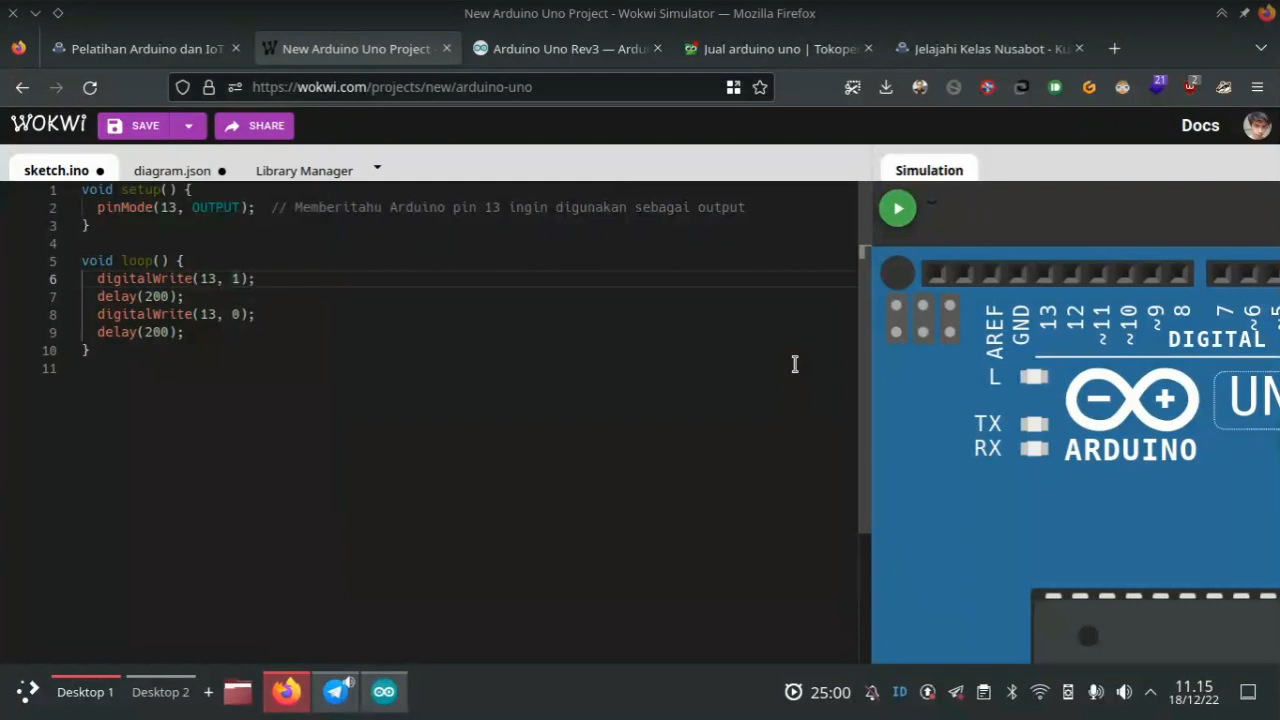 New Arduino Uno Project - Wokwi Simulator — Mozilla Firefox
Pelatihan Arduino dan IoT
New Arduino Uno Project -
Arduino Uno Rev3 — Ardu
Jual arduino uno | Tokope
Jelajahi Kelas Nusabot - Ku
https://wokwi.com/projects/new/arduino-uno
21
2
WOKWi
SAVE
SHARE
Docs
sketch.ino
diagram.json
Library Manager
Simulation
1 void setup() {
2 pinMode(13, OUTPUT); // Memberitahu Arduino pin 13 ingin digunakan sebagai output
3 }
4
5 void loop() {
6 digitalWrite(13, 1);
7 delay(200);
8 digitalWrite(13, 0);
9 delay(200);
10 }
11
AREF
GND
13
12
~11
~10
~9
8
7
~6
DIGITAL
L
TX
RX
UN
ARDUINO
Desktop 1
Desktop 2
25:00
ID
11.15
18/12/22